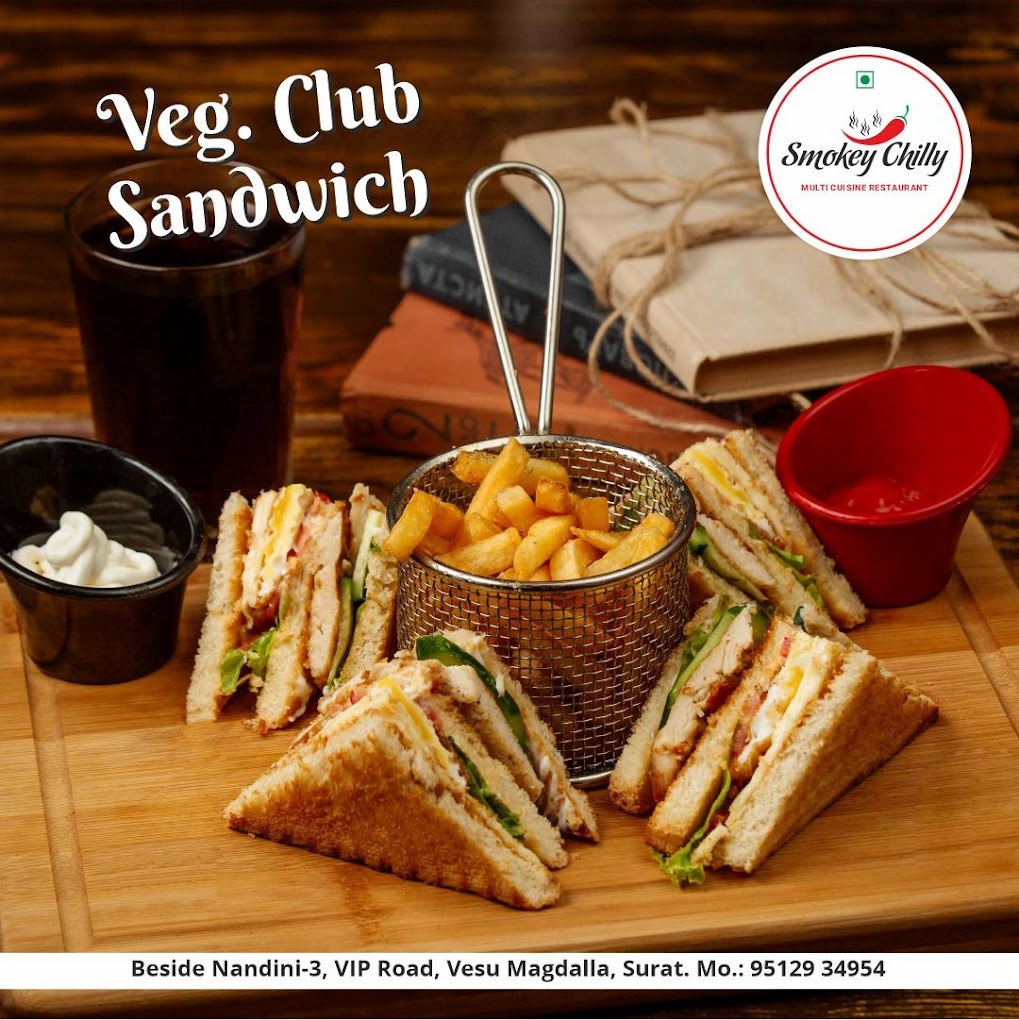 Veg. Club
Sandwich
Smokey Chilly
MULTI CUISINE RESTAURANT
Beside Nandini-3, VIP Road, Vesu Magdalla, Surat. Mo.: 95129 34954